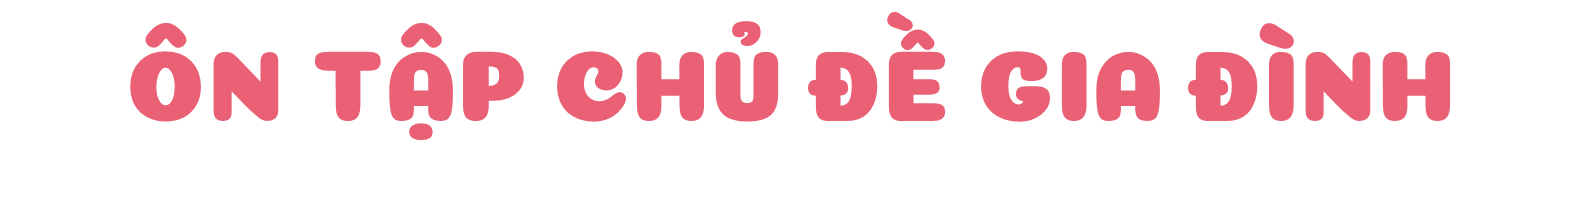 ÔN TẬP CHỦ ĐỀ GIA ĐÌNH